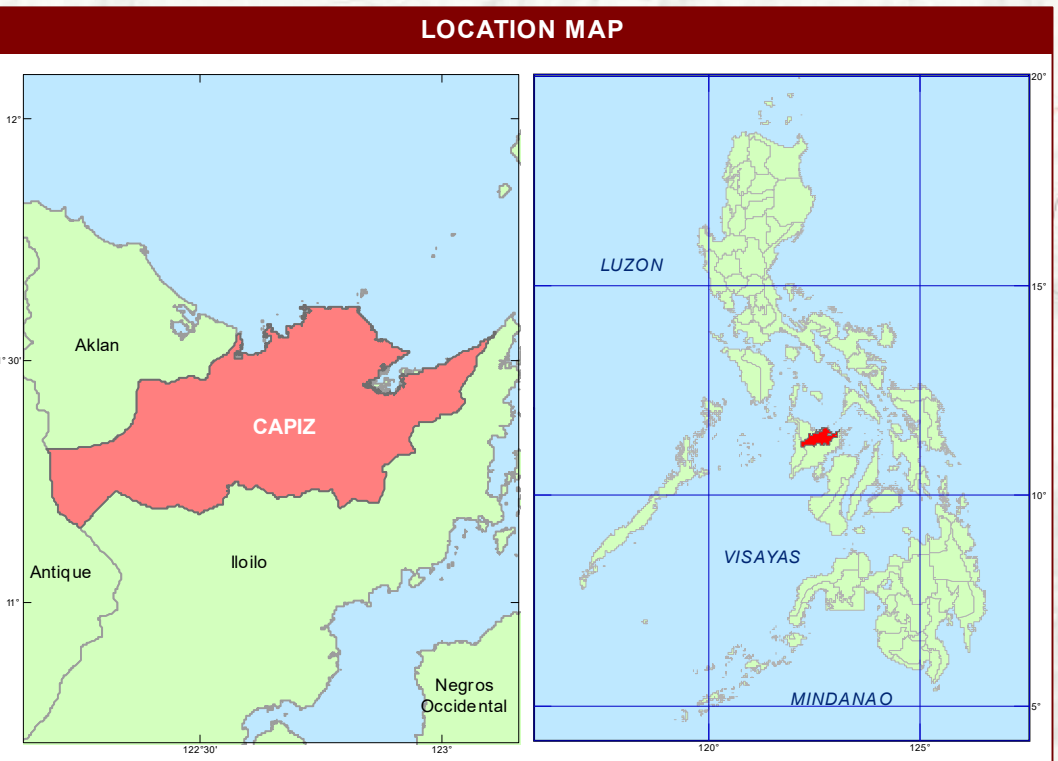 LOCATION MAP
12°
° 30'
11°
122°30'
123°
Aklan
CAPIZ
Antique
Iloilo
Negros
Occidental
20°
15°
10°
5°
120°
125°
LUZON
VISAYAS
MINDANAO